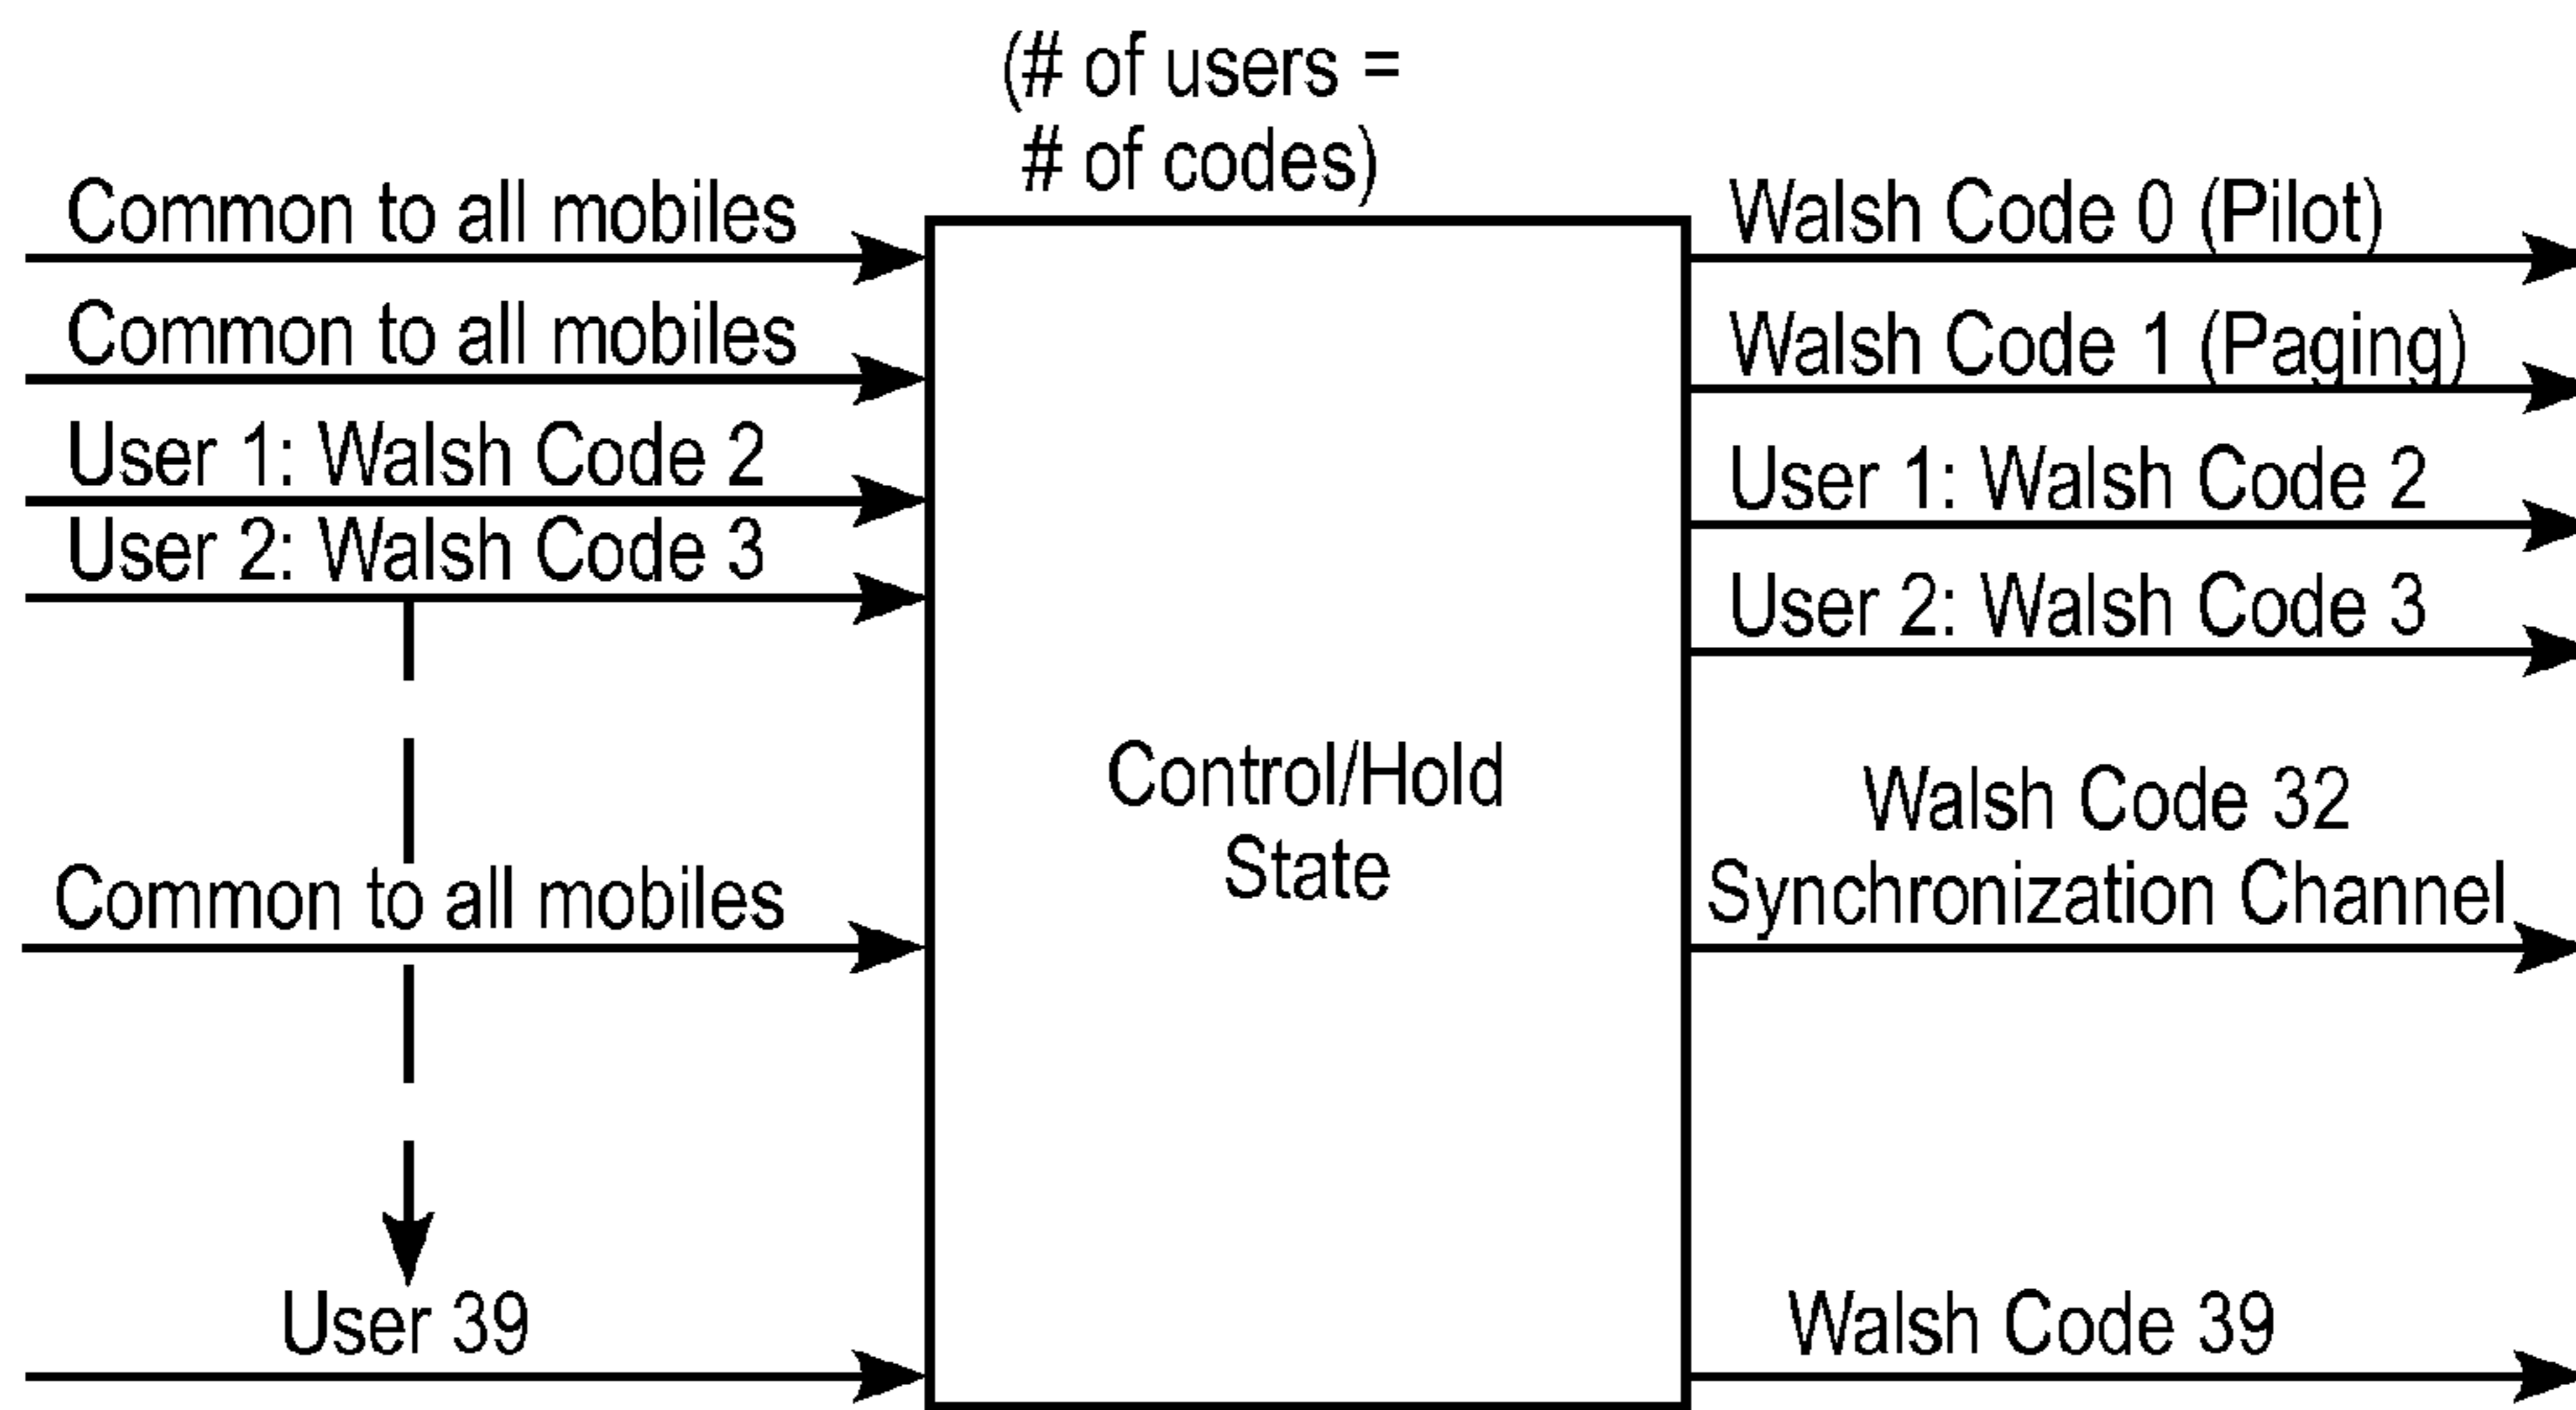 (# of users =
# of codes)
Common to all mobiles
Common to all mobiles
User 1: Walsh Code 2
User 2: Walsh Code 3
Common to all mobiles
User 39
Control/Hold
State
Walsh Code 0 (Pilot)
Walsh Code 1 (Paging)
User 1: Walsh Code 2
User 2: Walsh Code 3
Walsh Code 32
Synchronization Channel
Walsh Code 39